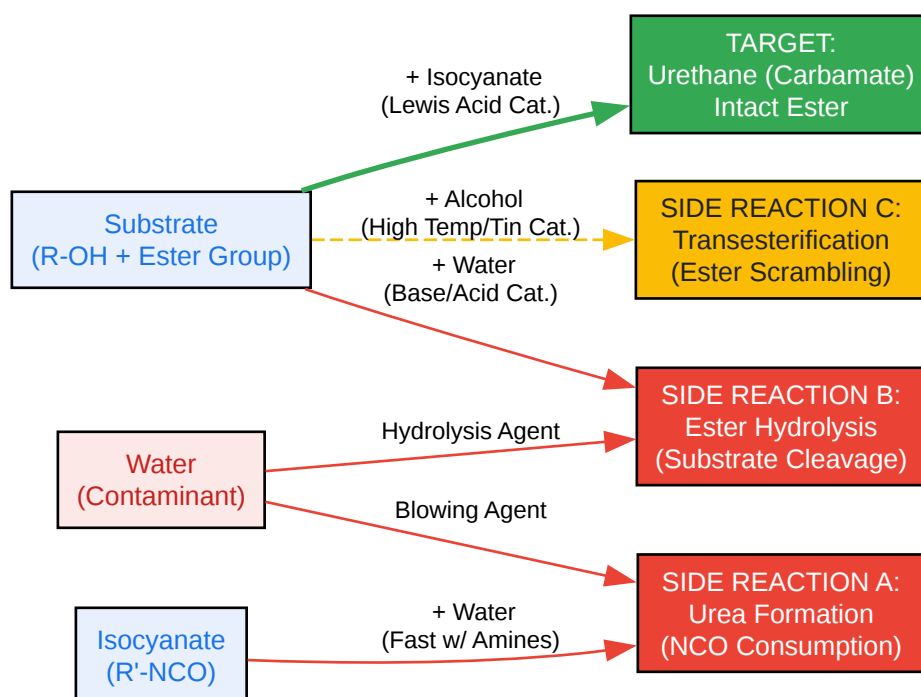 TARGET:
Urethane (Carbamate)
Intact Ester
+ Isocyanate
(Lewis Acid Cat.)
Substrate
(R-OH + Ester Group)
+ Alcohol
(High Temp/Tin Cat.)
SIDE REACTION C:
Transesterification
(Ester Scrambling)
+ Water
(Base/Acid Cat.)
SIDE REACTION B:
Ester Hydrolysis
(Substrate Cleavage)
Hydrolysis Agent
Water
(Contaminant)
Blowing Agent
SIDE REACTION A:
Urea Formation
(NCO Consumption)
+ Water
(Fast w/ Amines)
Isocyanate
(R'-NCO)